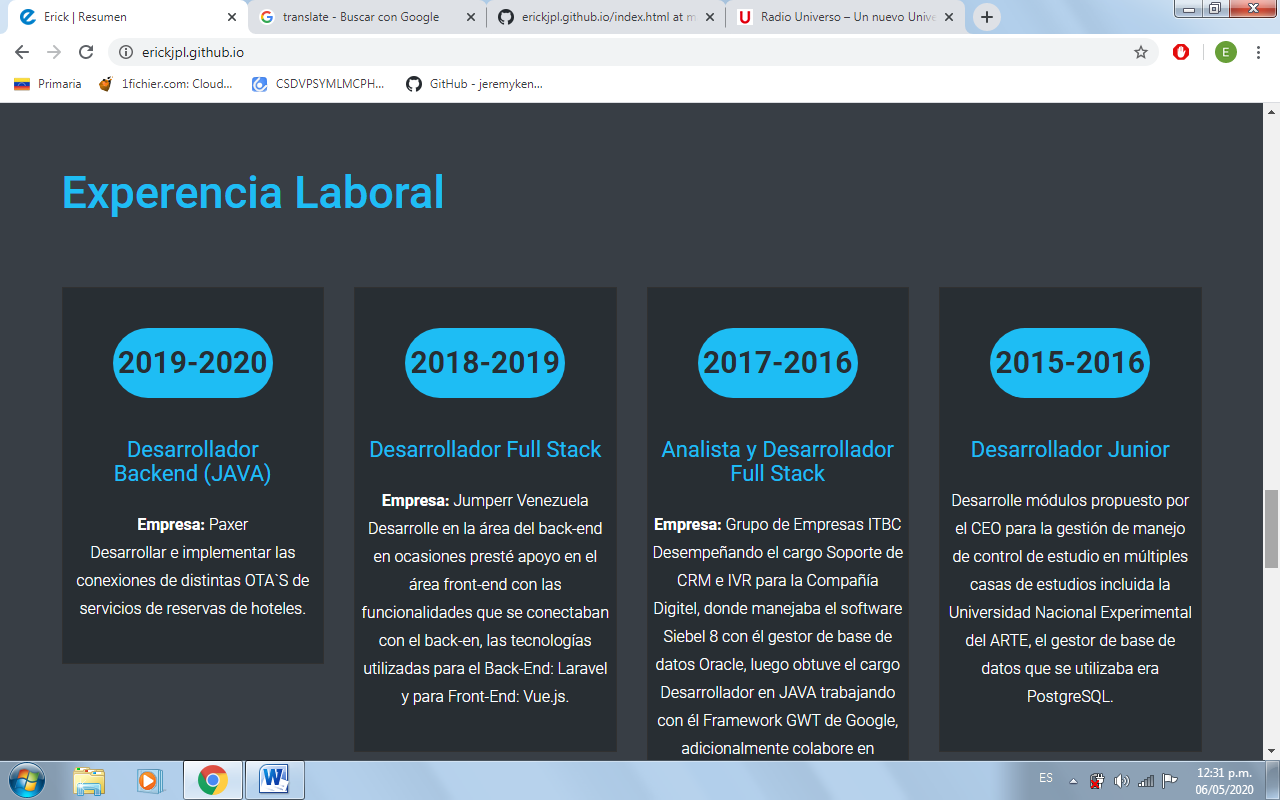 Erick | Resumen
translate - Buscar con Google
erickjpl.github.io/index.html at m
Radio Universo – Un nuevo Unive
erickjpl.github.io
E
Primaria
1fichier.com: Cloud...
CSDVPSYMLMCPH...
GitHub - jeremyken...
Experencia Laboral
2019-2020
Desarrollador
Backend (JAVA)
Empresa: Paxer
Desarrollar e implementar las
conexiones de distintas OTA`S de
servicios de reservas de hoteles.
2018-2019
Desarrollador Full Stack
Empresa: Jumperr Venezuela
Desarrolle en la área del back-end
en ocasiones presté apoyo en el
área front-end con las
funcionalidades que se conectaban
con el back-en, las tecnologías
utilizadas para el Back-End: Laravel
y para Front-End: Vue.js.
2017-2016
Analista y Desarrollador
Full Stack
Empresa: Grupo de Empresas ITBC
Desempeñando el cargo Soporte de
CRM e IVR para la Compañía
Digitel, donde manejaba el software
Siebel 8 con él gestor de base de
datos Oracle, luego obtuve el cargo
Desarrollador en JAVA trabajando
con él Framework GWT de Google,
adicionalmente colabore en
2015-2016
Desarrollador Junior
Desarrolle módulos propuesto por
el CEO para la gestión de manejo
de control de estudio en múltiples
casas de estudios incluida la
Universidad Nacional Experimental
del ARTE, el gestor de base de
datos que se utilizaba era
PostgreSQL.
ES
12:31 p.m.
06/05/2020